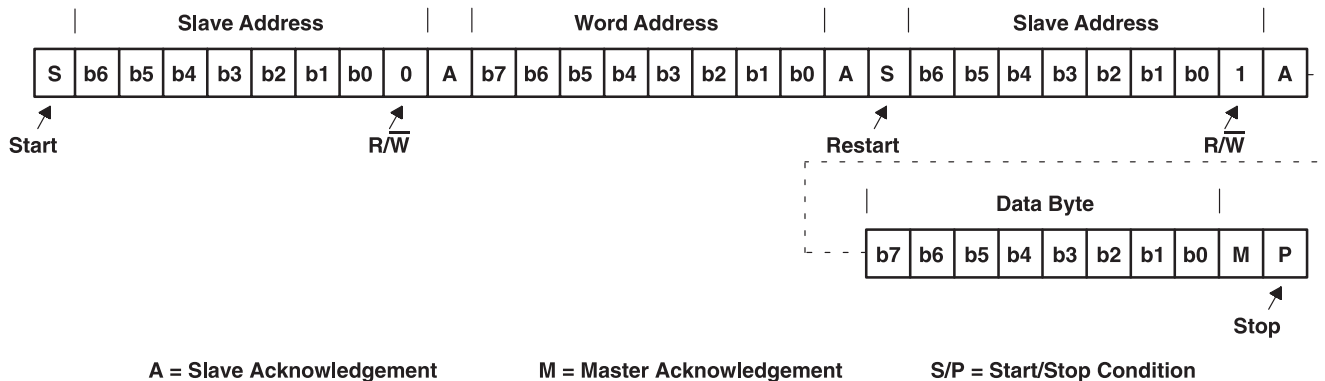 Slave Address Word Address Slave Address
S b6 b5 b4 b3 b2 b1 b0 0 A b7 b6 b5 b4 b3 b2 b1 b0 A S b6 b5 b4 b3 b2 b1 b0 1 A
Start R/W̅ Restart R/W̅
Data Byte
b7 b6 b5 b4 b3 b2 b1 b0 M P
Stop
A = Slave Acknowledgement M = Master Acknowledgement S/P = Start/Stop Condition